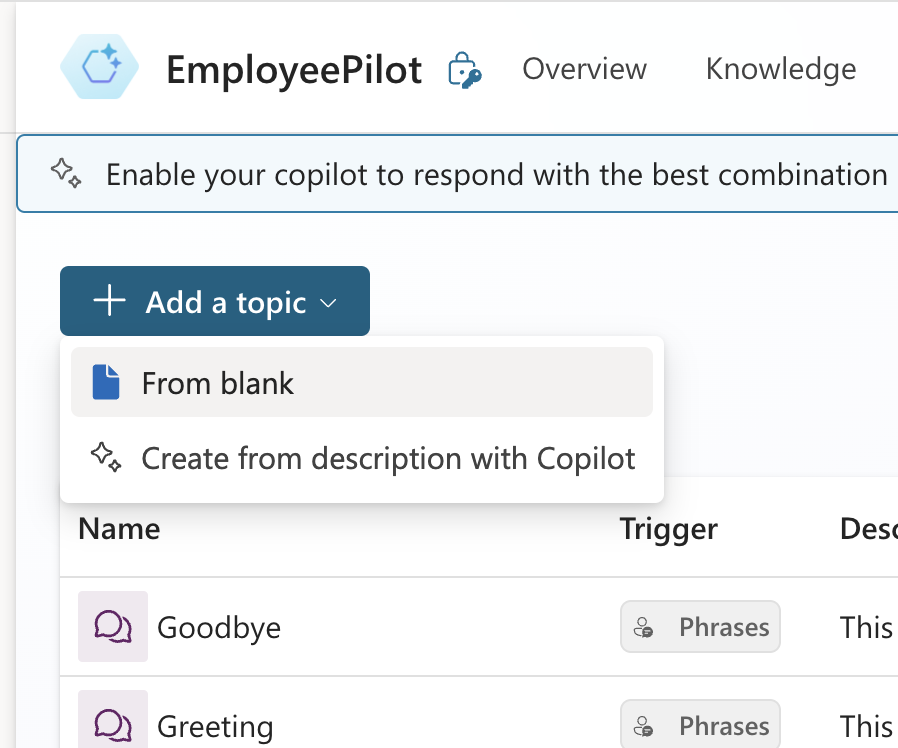 EmployeePilot Overview Knowledge
Enable your copilot to respond with the best combination
Add a topic
From blank
Create from description with Copilot
Name Trigger Desc
Goodbye Phrases This
Greeting Phrases This